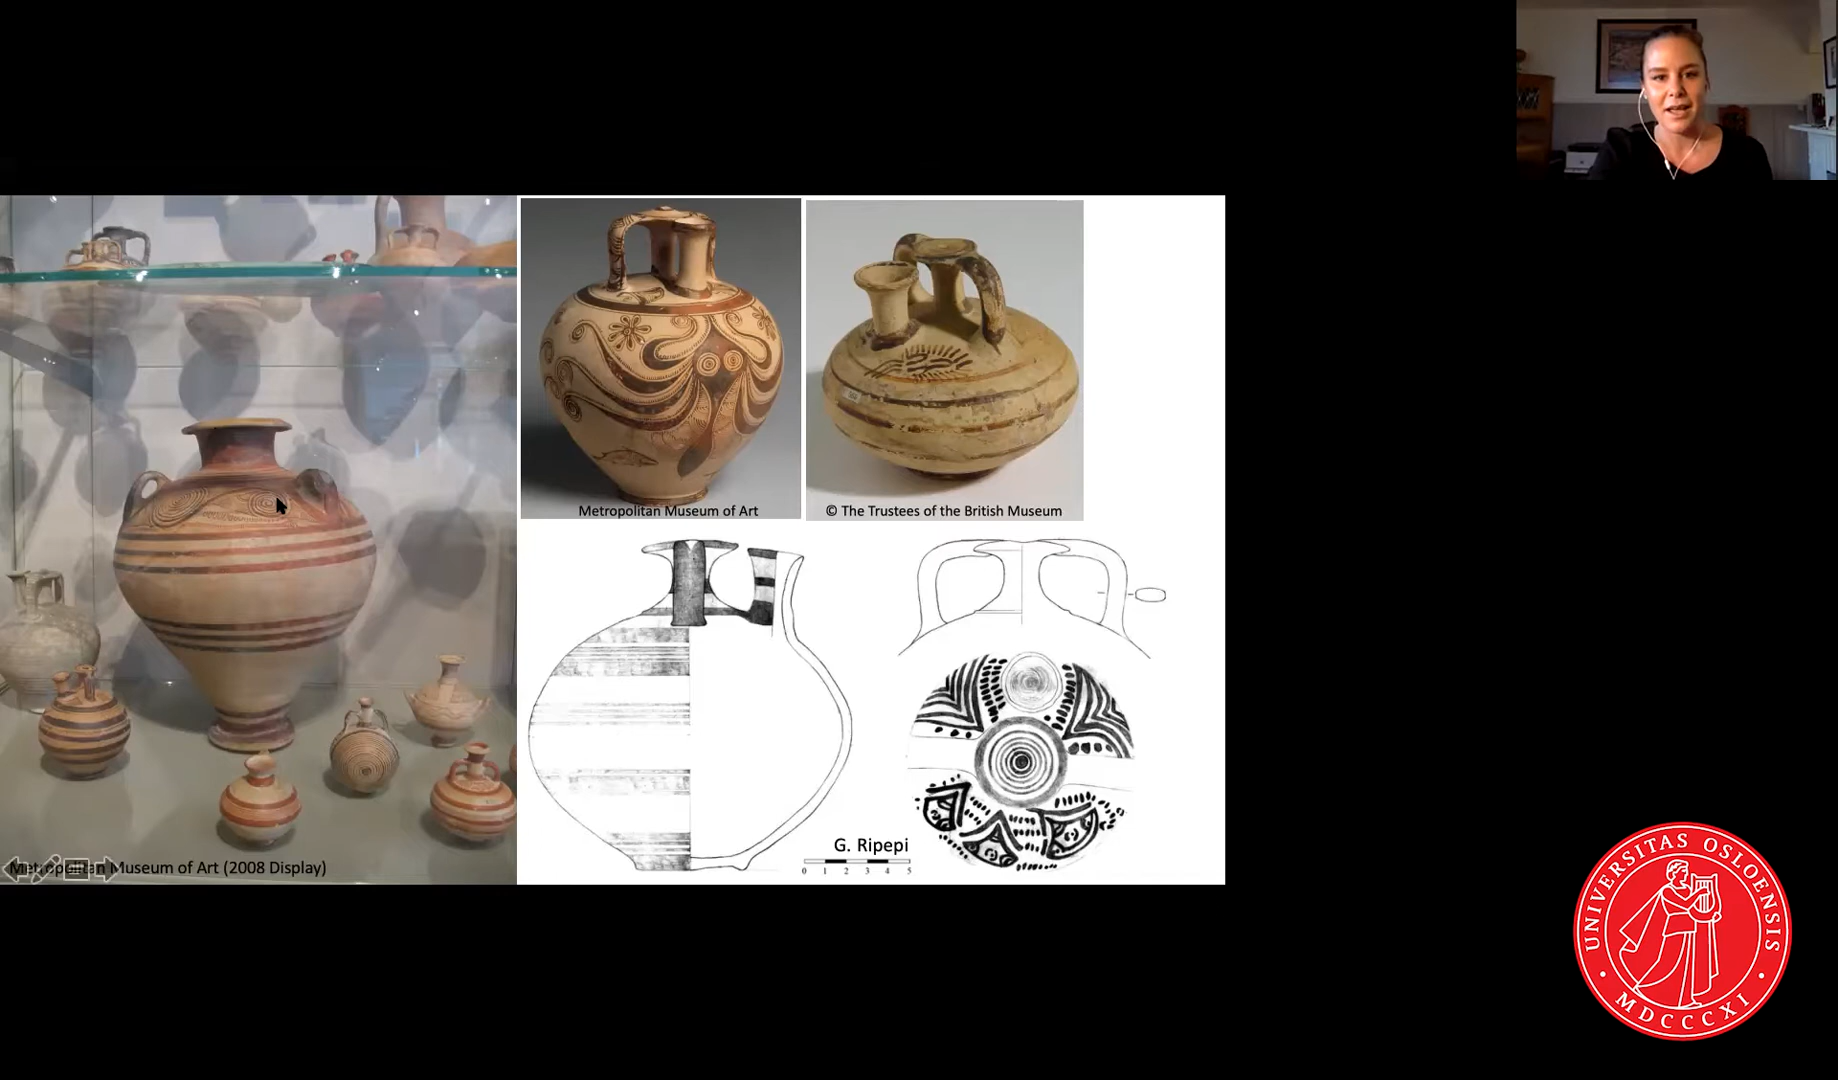 Metropolitan Museum of Art
© The Trustees of the British Museum
G. Ripepi
0 1 2 3 4 5
Metropolitan Museum of Art (2008 Display)
UNIVERSITAS OSLOENSIS
MDCCCXI